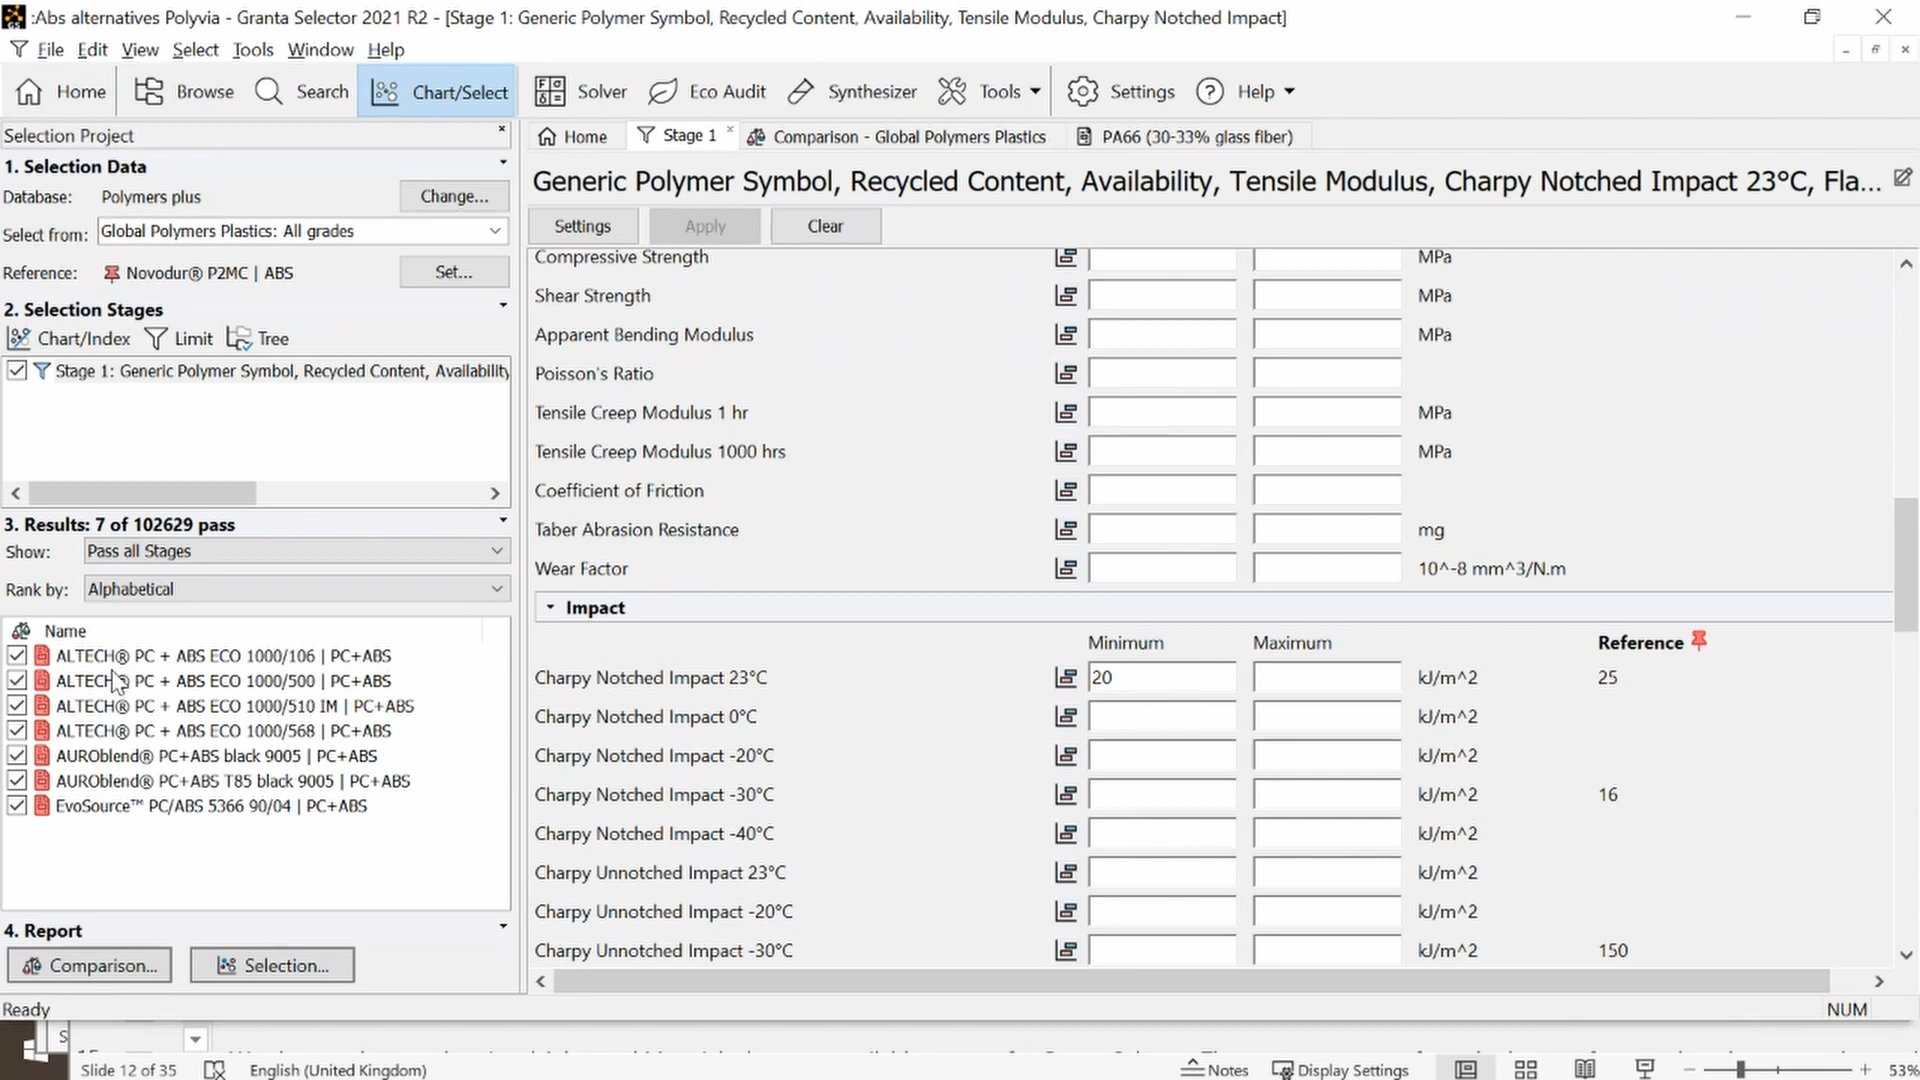 :Abs alternatives Polyvia - Granta Selector 2021 R2 - [Stage 1: Generic Polymer Symbol, Recycled Content, Availability, Tensile Modulus, Charpy Notched Impact]
File Edit View Select Tools Window Help
Home Browse Search Chart/Select Solver Eco Audit Synthesizer Tools Settings Help
Selection Project
Home Stage 1 Comparison - Global Polymers Plastics PA66 (30-33% glass fiber)
1. Selection Data
Database: Polymers plus Change...
Select from: Global Polymers Plastics: All grades
Reference: Novodur® P2MC | ABS Set...
2. Selection Stages
Chart/Index Limit Tree
Stage 1: Generic Polymer Symbol, Recycled Content, Availability
3. Results: 7 of 102629 pass
Show: Pass all Stages
Rank by: Alphabetical
Name
ALTECH® PC + ABS ECO 1000/106 | PC+ABS
ALTECH® PC + ABS ECO 1000/500 | PC+ABS
ALTECH® PC + ABS ECO 1000/510 IM | PC+ABS
ALTECH® PC + ABS ECO 1000/568 | PC+ABS
AUROblend® PC+ABS black 9005 | PC+ABS
AUROblend® PC+ABS T85 black 9005 | PC+ABS
EvoSource™ PC/ABS 5366 90/04 | PC+ABS
4. Report
Comparison... Selection...
Generic Polymer Symbol, Recycled Content, Availability, Tensile Modulus, Charpy Notched Impact 23°C, Fla...
Settings Apply Clear
Compressive Strength MPa
Shear Strength MPa
Apparent Bending Modulus MPa
Poisson's Ratio
Tensile Creep Modulus 1 hr MPa
Tensile Creep Modulus 1000 hrs MPa
Coefficient of Friction
Taber Abrasion Resistance mg
Wear Factor 10^-8 mm^3/N.m
Impact
Minimum Maximum Reference
Charpy Notched Impact 23°C 20 kJ/m^2 25
Charpy Notched Impact 0°C kJ/m^2
Charpy Notched Impact -20°C kJ/m^2
Charpy Notched Impact -30°C kJ/m^2 16
Charpy Notched Impact -40°C kJ/m^2
Charpy Unnotched Impact 23°C kJ/m^2
Charpy Unnotched Impact -20°C kJ/m^2
Charpy Unnotched Impact -30°C kJ/m^2 150
Ready NUM
Slide 12 of 35 English (United Kingdom) Notes Display Settings 53%